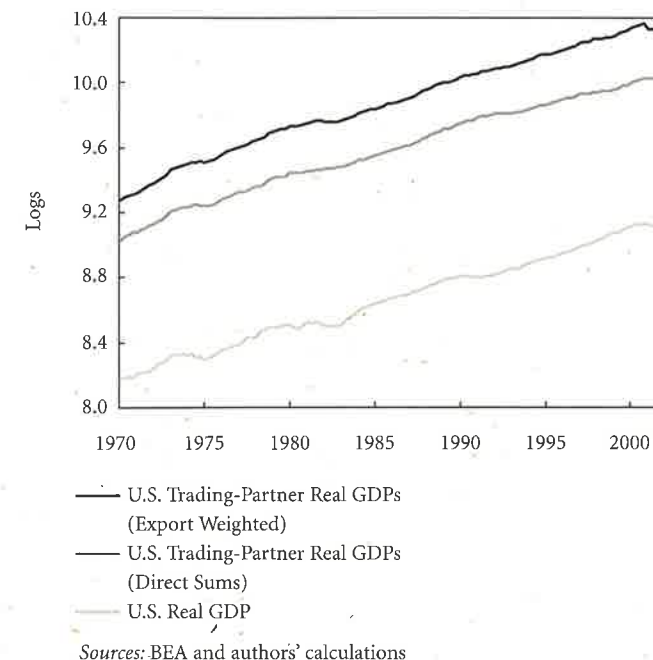 10.4
10.0
9.6
9.2
8.8
8.4
8.0
Logs
1970 1975 1980 1985 1990 1995 2000
U.S. Trading-Partner Real GDPs
(Export Weighted)
U.S. Trading-Partner Real GDPs
(Direct Sums)
U.S. Real GDP
Sources: BEA and authors' calculations